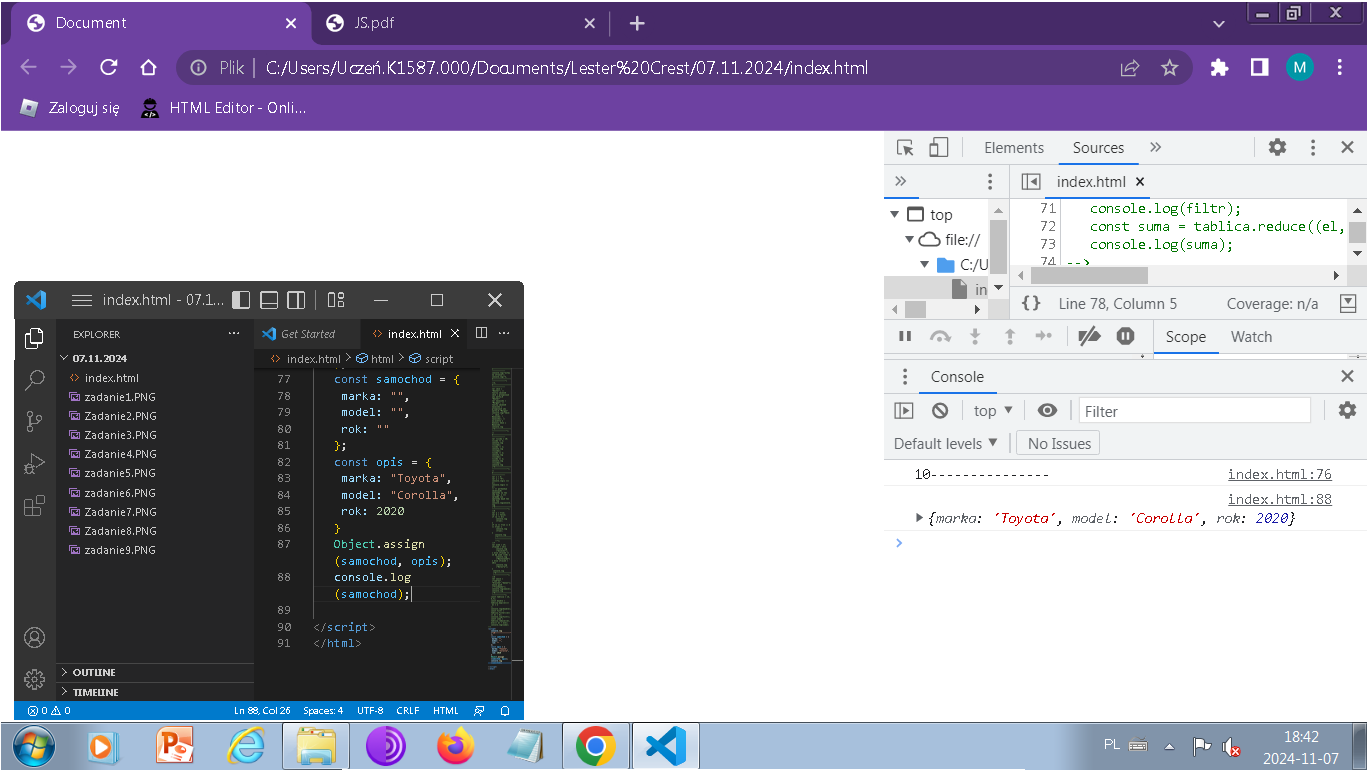 Document
JS.pdf
Plik
C:/Users/Uczeń.K1587.000/Documents/Lester%20Crest/07.11.2024/index.html
M
Zaloguj się
HTML Editor - Onli...
Elements
Sources
index.html
top
file://
C:/U
in
71 console.log(filtr);
72 const suma = tablica.reduce((el,
73 console.log(suma);
74 -->
{} Line 78, Column 5
Coverage: n/a
Scope
Watch
Console
top
Filter
Default levels
No Issues
10---------------
index.html:76
index.html:88
{marka: 'Toyota', model: 'Corolla', rok: 2020}
index.html - 07.1...
EXPLORER
07.11.2024
index.html
zadanie1.PNG
Zadanie2.PNG
Zadanie3.PNG
Zadanie4.PNG
zadanie5.PNG
zadanie6.PNG
Zadanie7.PNG
Zadanie8.PNG
zadanie9.PNG
OUTLINE
TIMELINE
Get Started
index.html
index.html > html > script
77 const samochod = {
78 marka: "",
79 model: "",
80 rok: ""
81 };
82 const opis = {
83 marka: "Toyota",
84 model: "Corolla",
85 rok: 2020
86 }
87 Object.assign
(samochod, opis);
88 console.log
(samochod);
89
90 </script>
91 </html>
0 0
Ln 88, Col 26
Spaces: 4
UTF-8
CRLF
HTML
PL
18:42
2024-11-07